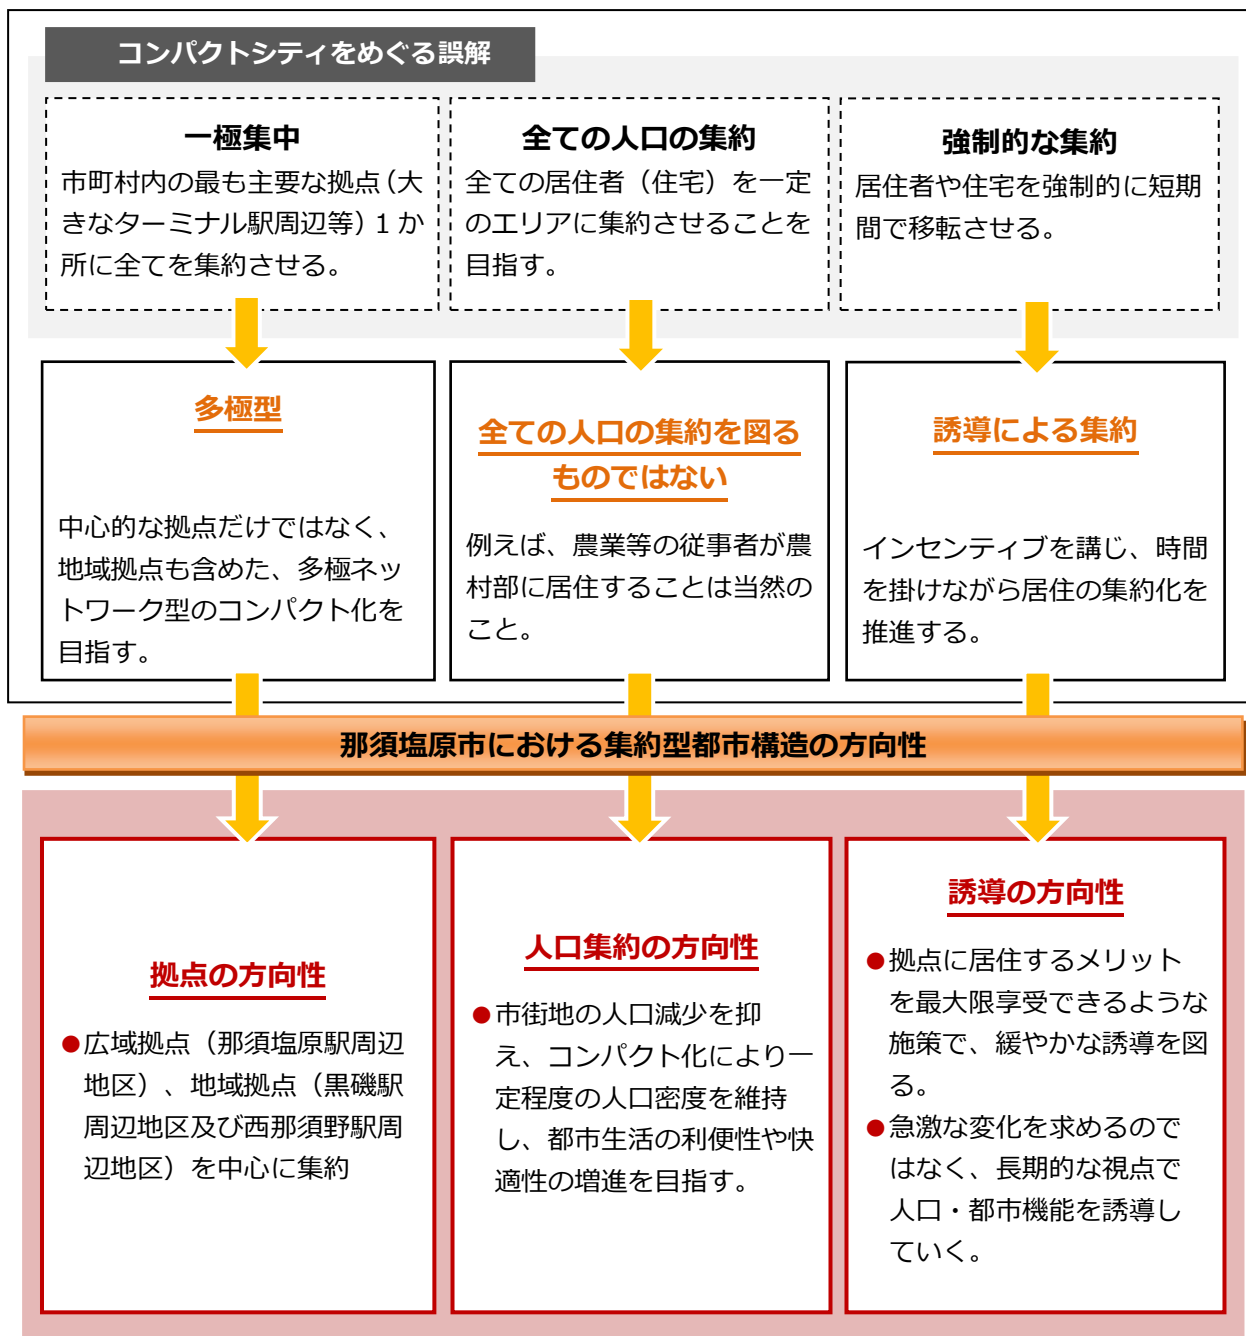 コンパクトシティをめぐる誤解
一極集中
市町村内の最も主要な拠点（大
きなターミナル駅周辺等）１か
所に全てを集約させる。
全ての人口の集約
全ての居住者（住宅）を一定
のエリアに集約させることを
目指す。
強制的な集約
居住者や住宅を強制的に短期
間で移転させる。
多極型
中心的な拠点だけではなく、
地域拠点も含めた、多極ネッ
トワーク型のコンパクト化を
目指す。
全ての人口の集約を図る
ものではない
例えば、農業等の従事者が農
村部に居住することは当然の
こと。
誘導による集約
インセンティブを講じ、時間
を掛けながら居住の集約化を
推進する。
那須塩原市における集約型都市構造の方向性
拠点の方向性
●広域拠点（那須塩原駅周辺
地区）、地域拠点（黒磯駅
周辺地区及び西那須野駅周
辺地区）を中心に集約
人口集約の方向性
●市街地の人口減少を抑
え、コンパクト化により一
定程度の人口密度を維持
し、都市生活の利便性や快
適性の増進を目指す。
誘導の方向性
●拠点に居住するメリット
を最大限享受できるような
施策で、緩やかな誘導を図
る。
●急激な変化を求めるので
はなく、長期的な視点で
人口・都市機能を誘導し
ていく。